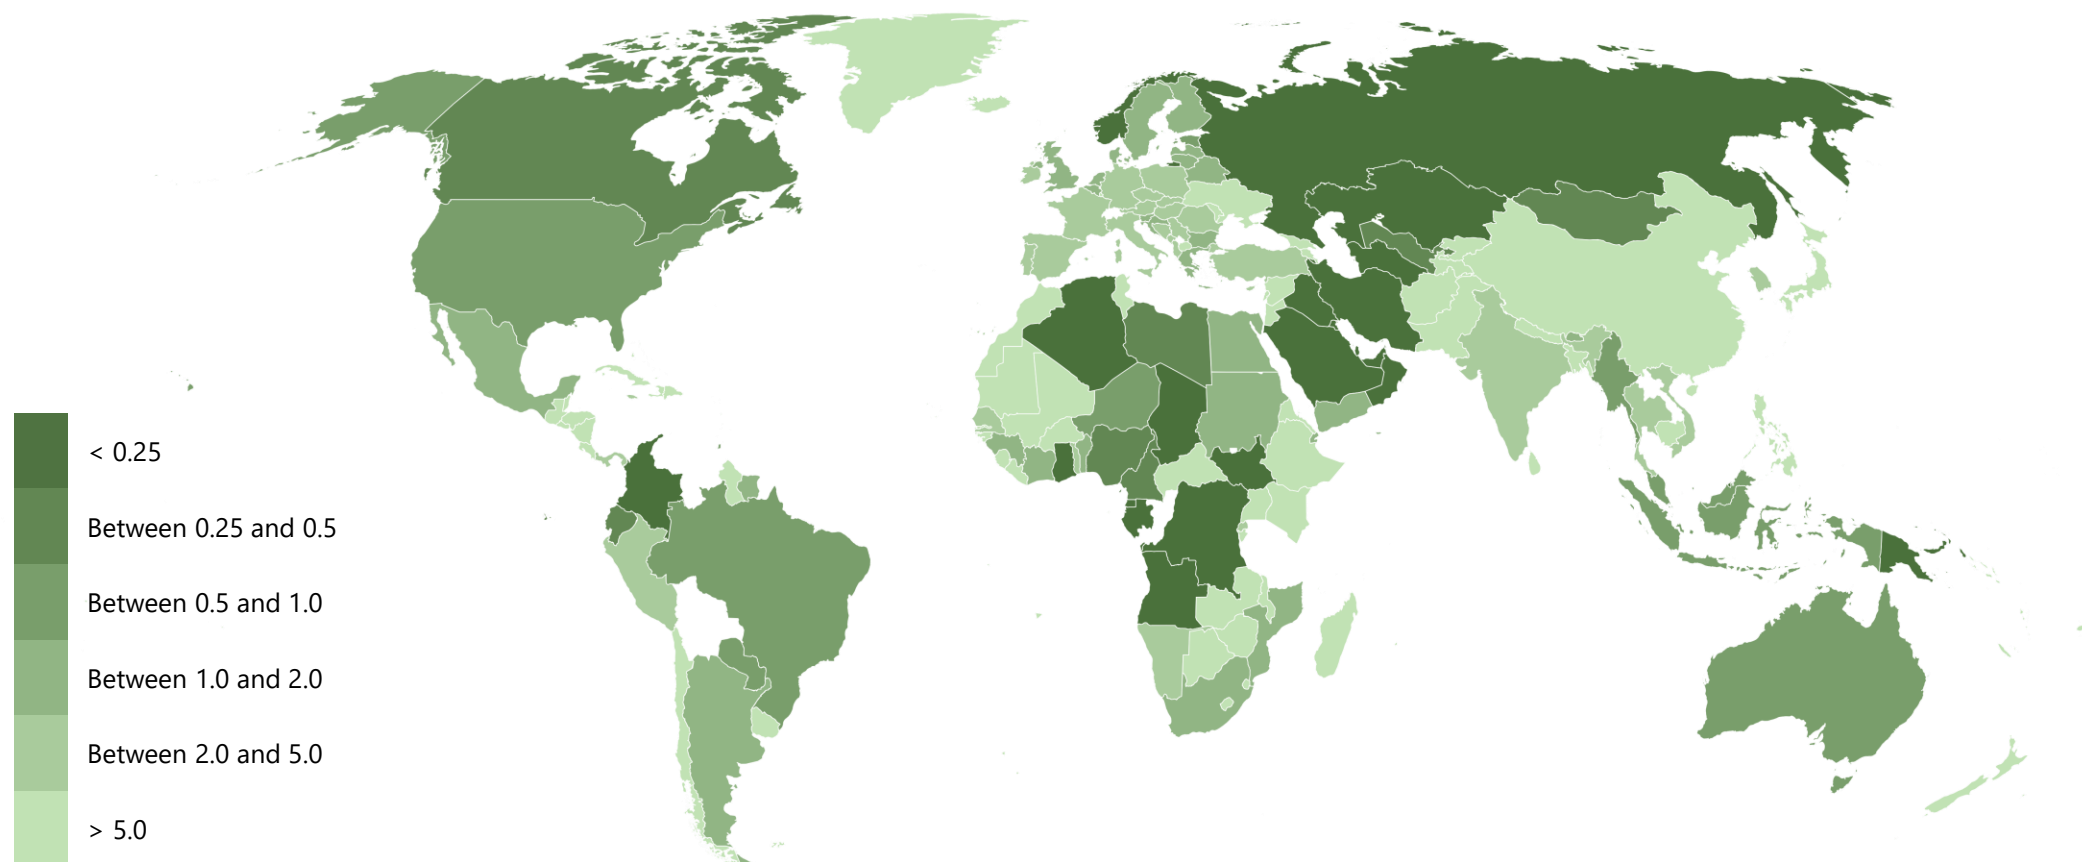 < 0.25
Between 0.25 and 0.5
Between 0.5 and 1.0
Between 1.0 and 2.0
Between 2.0 and 5.0
> 5.0